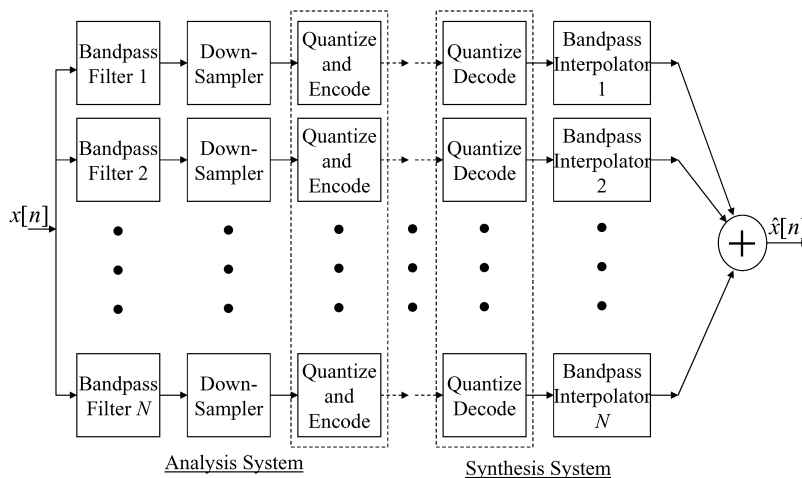 Bandpass
Filter 1
Down-
Sampler
Quantize
and
Encode
Quantize
Decode
Bandpass
Interpolator
1
Bandpass
Filter 2
Down-
Sampler
Quantize
and
Encode
Quantize
Decode
Bandpass
Interpolator
2
x[n]
+
x̂[n]
Bandpass
Filter N
Down-
Sampler
Quantize
and
Encode
Quantize
Decode
Bandpass
Interpolator
N
Analysis System
Synthesis System